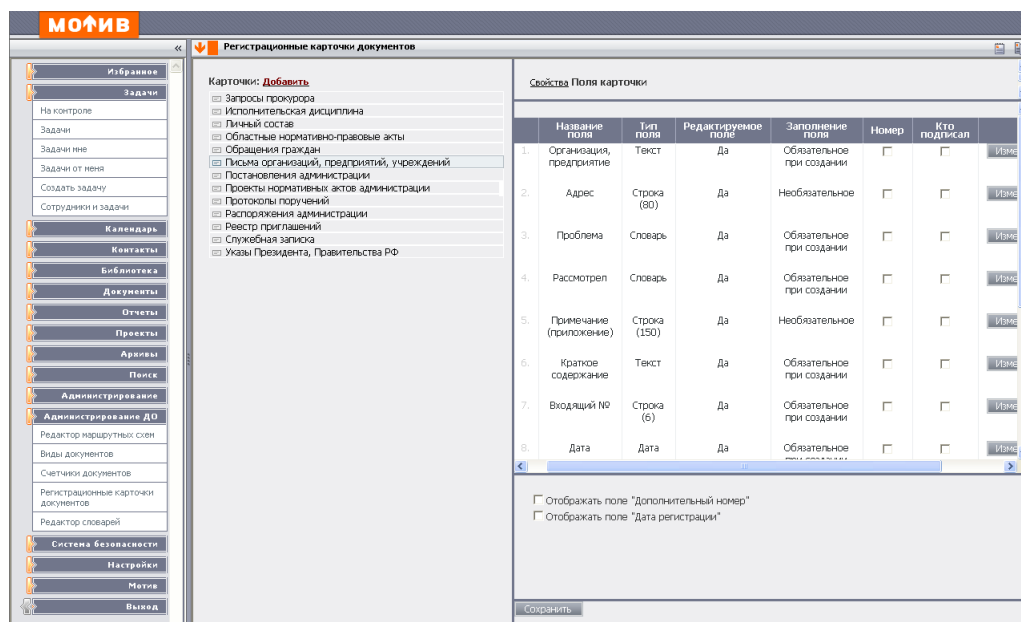 МОТИВ
«
Регистрационные карточки документов
Избранное
Задачи
На контроле
Задачи
Задачи мне
Задачи от меня
Создать задачу
Сотрудники и задачи
Календарь
Контакты
Библиотека
Документы
Отчеты
Проекты
Архивы
Поиск
Администрирование
Администрирование ДО
Редактор маршрутных схем
Виды документов
Счетчики документов
Регистрационные карточки
документов
Редактор словарей
Система безопасности
Настройки
Мотив
Выход
Карточки: Добавить
Запросы прокурора
Исполнительская дисциплина
Личный состав
Областные нормативно-правовые акты
Обращения граждан
Письма организаций, предприятий, учреждений
Постановления администрации
Проекты нормативных актов администрации
Протоколы поручений
Распоряжения администрации
Реестр приглашений
Служебная записка
Указы Президента, Правительства РФ
Свойства Поля карточки
Название поля Тип поля Редактируемое поле Заполнение поля Номер Кто подписал
1. Организация, предприятие Текст Да Обязательное при создании Изме
2. Адрес Строка (80) Да Необязательное Изме
3. Проблема Словарь Да Обязательное при создании Изме
4. Рассмотрел Словарь Да Обязательное при создании Изме
5. Примечание (приложение) Строка (150) Да Необязательное Изме
6. Краткое содержание Текст Да Обязательное при создании Изме
7. Входящий № Строка (6) Да Обязательное при создании Изме
8. Дата Дата Да Обязательное при создании Изме
Отображать поле "Дополнительный номер"
Отображать поле "Дата регистрации"
Сохранить